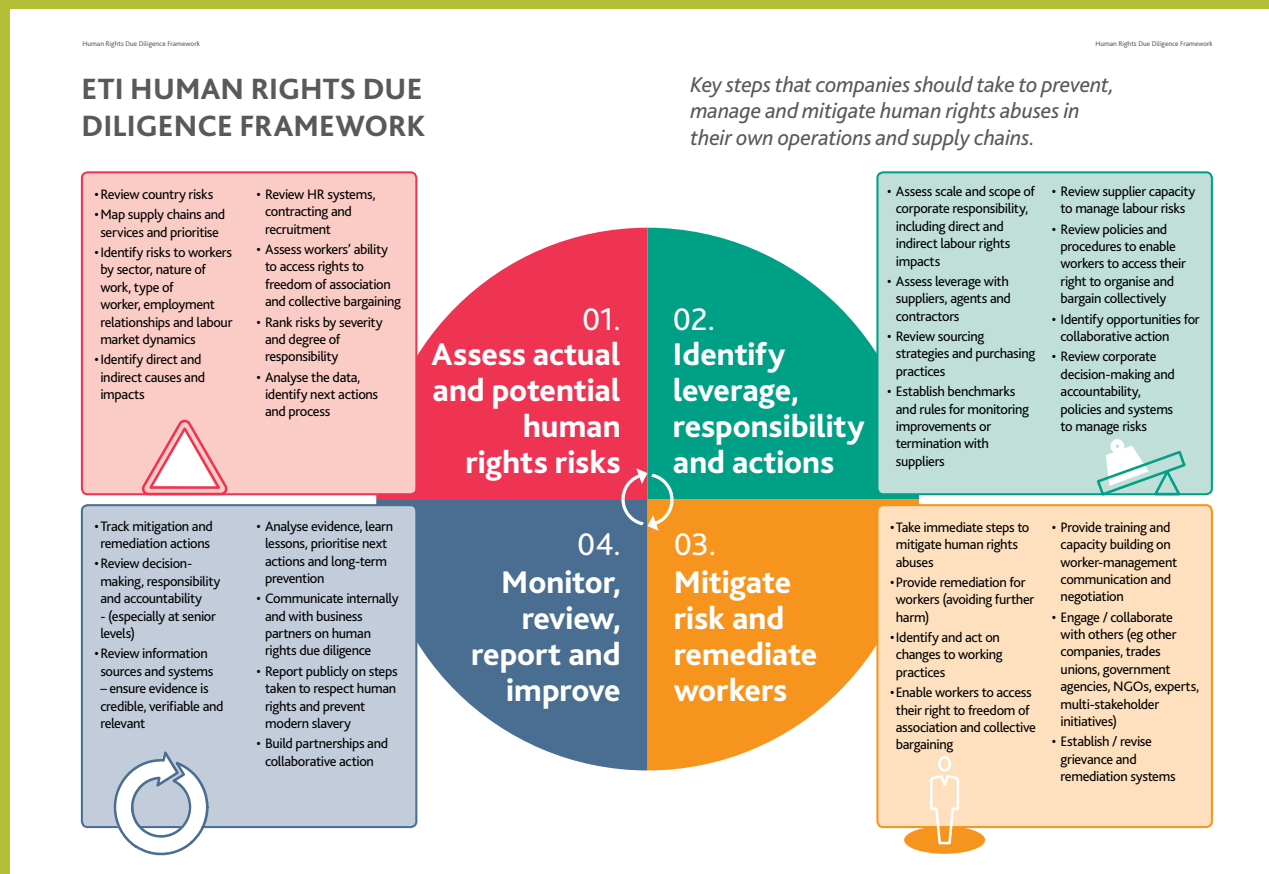 Human Rights Due Diligence Framework
Human Rights Due Diligence Framework
ETI HUMAN RIGHTS DUE
DILIGENCE FRAMEWORK
Key steps that companies should take to prevent,
manage and mitigate human rights abuses in
their own operations and supply chains.
• Review country risks
• Map supply chains and
services and prioritise
• Identify risks to workers
by sector, nature of
work, type of
worker, employment
relationships and labour
market dynamics
• Identify direct and
indirect causes and
impacts
• Review HR systems,
contracting and
recruitment
• Assess workers' ability
to access rights to
freedom of association
and collective bargaining
• Rank risks by severity
and degree of
responsibility
• Analyse the data,
identify next actions
and process
01.
Assess actual
and potential
human
rights risks
02.
Identify
leverage,
responsibility
and actions
• Assess scale and scope of
corporate responsibility,
including direct and
indirect labour rights
impacts
• Assess leverage with
suppliers, agents and
contractors
• Review sourcing
strategies and purchasing
practices
• Establish benchmarks
and rules for monitoring
improvements or
termination with
suppliers
• Review supplier capacity
to manage labour risks
• Review policies and
procedures to enable
workers to access their
right to organise and
bargain collectively
• Identify opportunities for
collaborative action
• Review corporate
decision-making and
accountability,
policies and systems
to manage risks
• Track mitigation and
remediation actions
• Review decision-
making, responsibility
and accountability
- (especially at senior
levels)
• Review information
sources and systems
– ensure evidence is
credible, verifiable and
relevant
• Analyse evidence, learn
lessons, prioritise next
actions and long-term
prevention
• Communicate internally
and with business
partners on human
rights due diligence
• Report publicly on steps
taken to respect human
rights and prevent
modern slavery
• Build partnerships and
collaborative action
04.
Monitor,
review,
report and
improve
03.
Mitigate
risk and
remediate
workers
• Take immediate steps to
mitigate human rights
abuses
• Provide remediation for
workers (avoiding further
harm)
• Identify and act on
changes to working
practices
• Enable workers to access
their right to freedom of
association and collective
bargaining
• Provide training and
capacity building on
worker-management
communication and
negotiation
• Engage / collaborate
with others (eg other
companies, trades
unions, government
agencies, NGOs, experts,
multi-stakeholder
initiatives)
• Establish / revise
grievance and
remediation systems